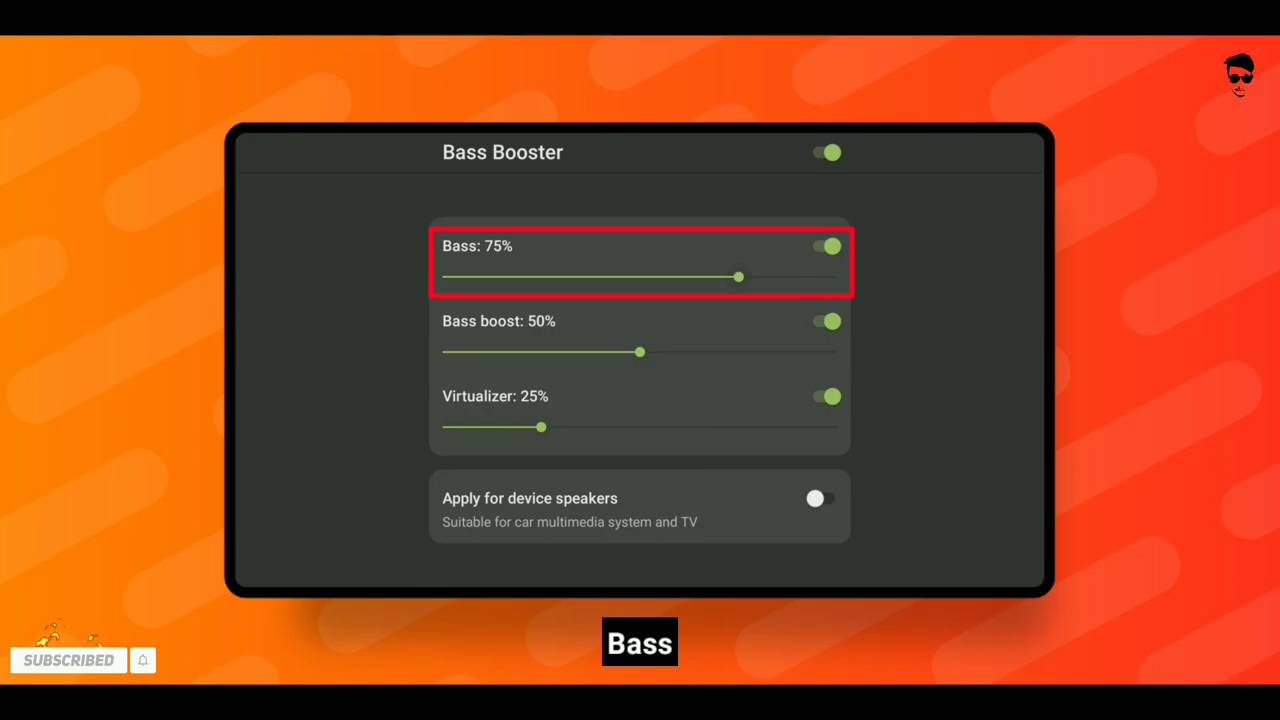 Bass Booster
Bass: 75%
Bass boost: 50%
Virtualizer: 25%
Apply for device speakers
Suitable for car multimedia system and TV
Bass
SUBSCRIBED